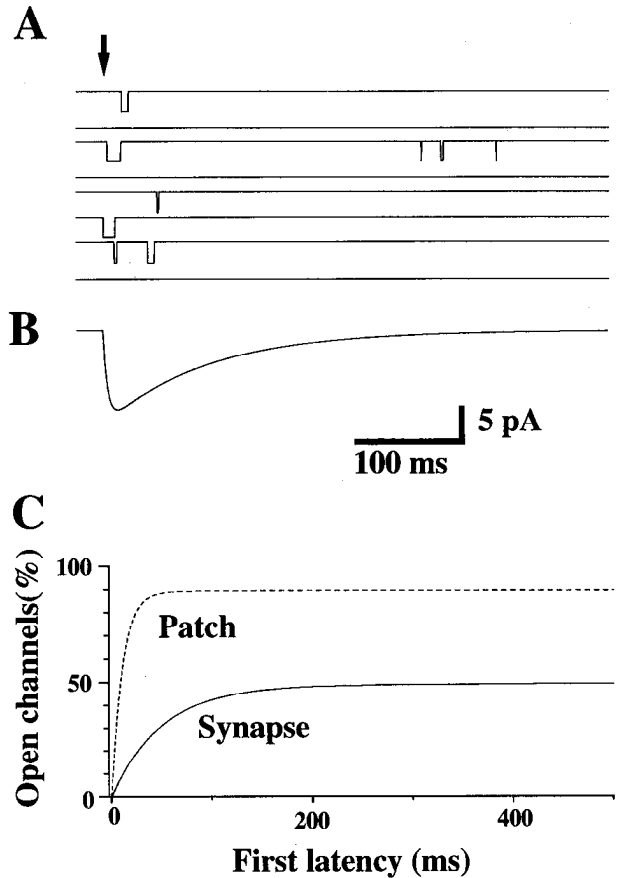 A
B
5 pA
100 ms
C
Open channels(%)
100
50
0
Patch
Synapse
0
200
400
First latency (ms)